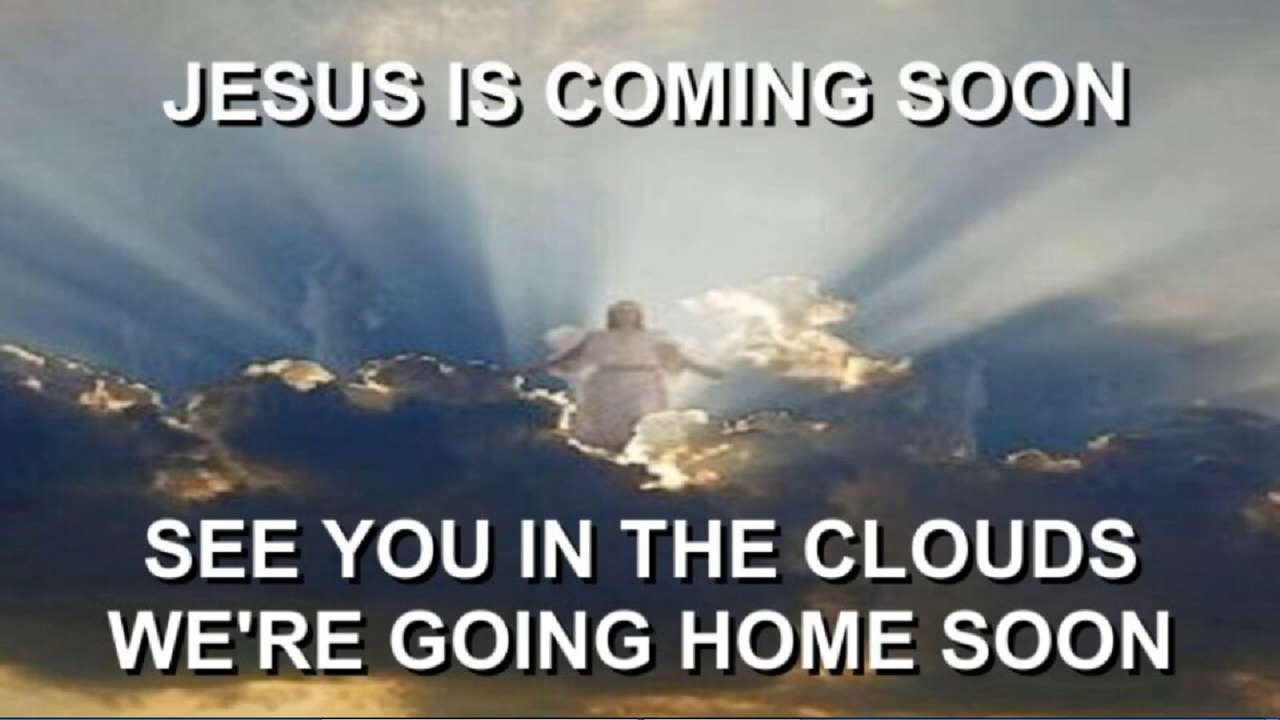 JESUS IS COMING SOON
SEE YOU IN THE CLOUDS
WE'RE GOING HOME SOON